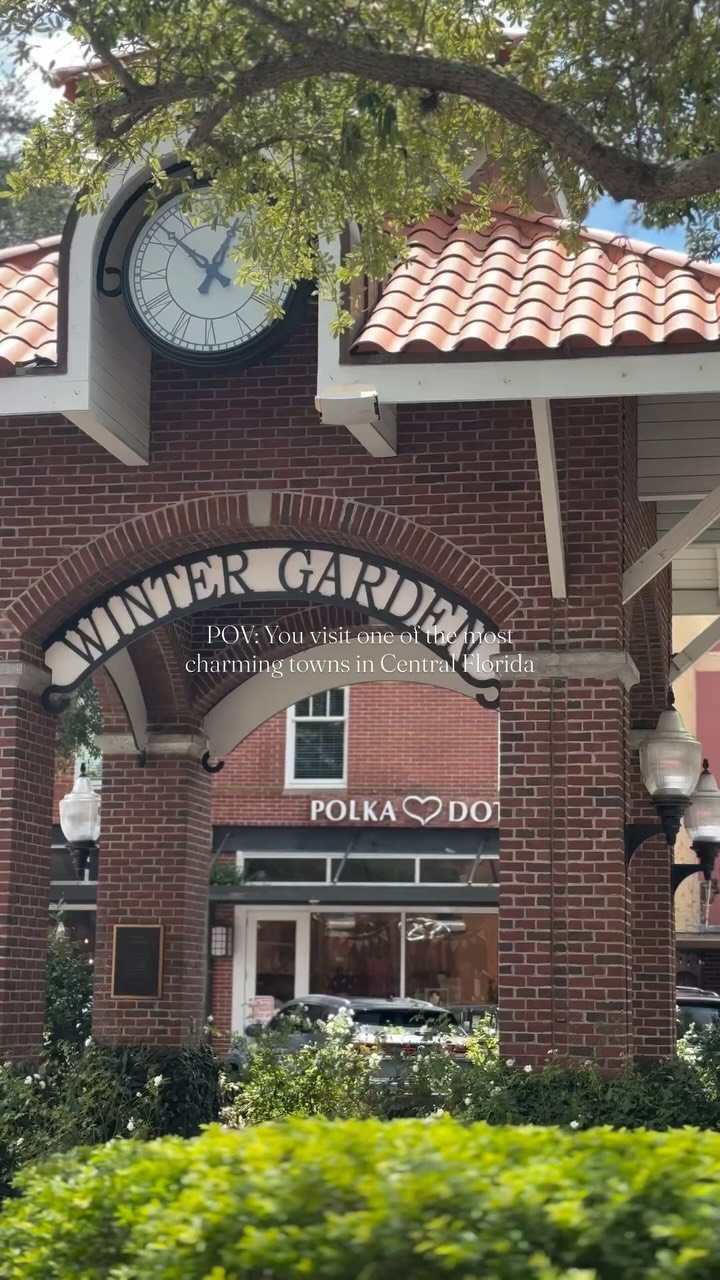 WINTER GARDEN
POV: You visit one of the most
charming towns in Central Florida
POLKA DOT